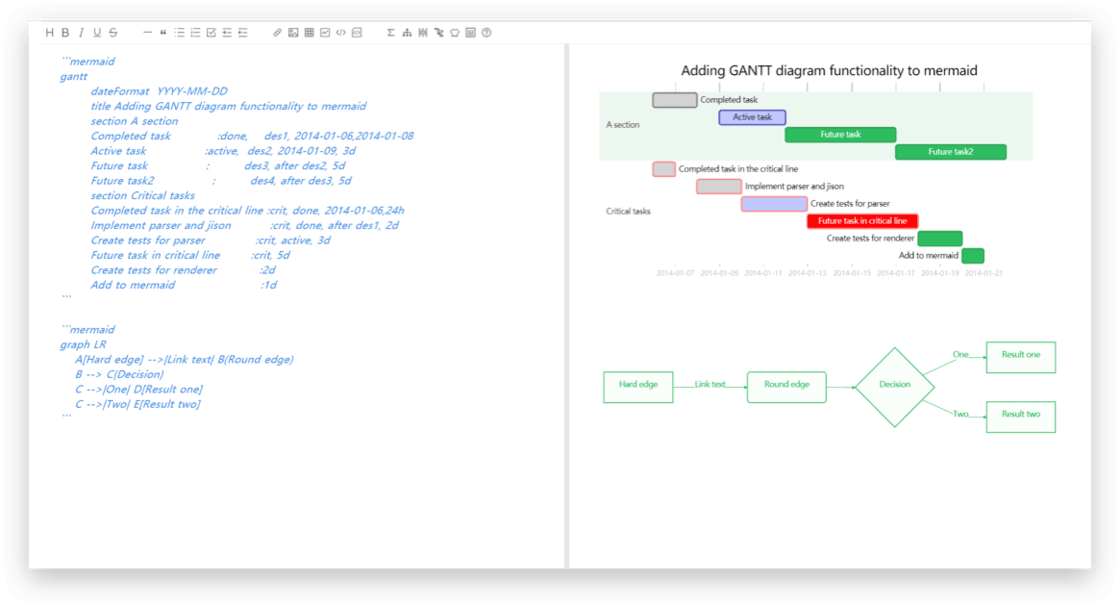 H B I U S
```mermaid
gantt
dateFormat YYYY-MM-DD
title Adding GANTT diagram functionality to mermaid
section A section
Completed task :done, des1, 2014-01-06,2014-01-08
Active task :active, des2, 2014-01-09, 3d
Future task : des3, after des2, 5d
Future task2 : des4, after des3, 5d
section Critical tasks
Completed task in the critical line :crit, done, 2014-01-06,24h
Implement parser and jison :crit, done, after des1, 2d
Create tests for parser :crit, active, 3d
Future task in critical line :crit, 5d
Create tests for renderer :2d
Add to mermaid :1d
```
```mermaid
graph LR
A[Hard edge] -->|Link text| B(Round edge)
B --> C{Decision}
C -->|One| D[Result one]
C -->|Two| E[Result two]
```
Adding GANTT diagram functionality to mermaid
Completed task
A section
Active task
Future task
Future task2
Completed task in the critical line
Implement parser and jison
Create tests for parser
Critical tasks
Future task in critical line
Create tests for renderer
Add to mermaid
2014-01-07 2014-01-09 2014-01-11 2014-01-13 2014-01-15 2014-01-17 2014-01-19 2014-01-21
One
Result one
Hard edge
Link text
Round edge
Decision
Two
Result two